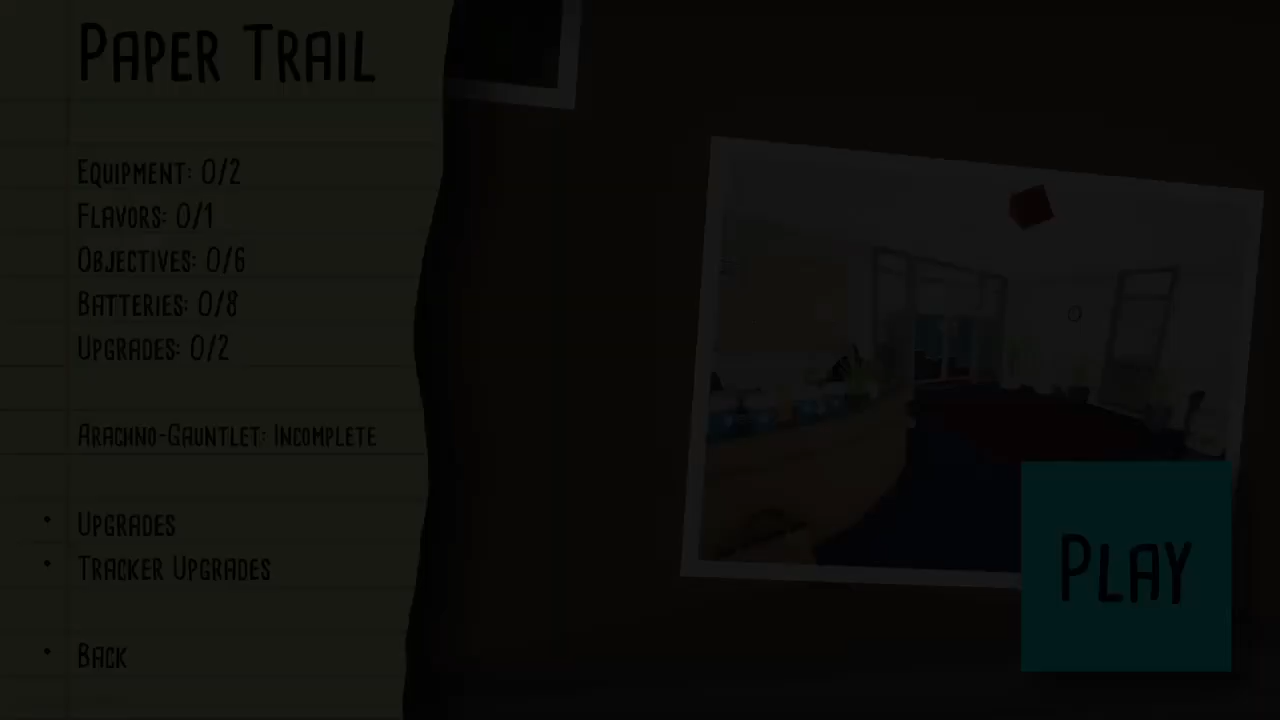 Paper Trail
Equipment: 0/2
Flavors: 0/1
Objectives: 0/6
Batteries: 0/8
Upgrades: 0/2
Arachno-Gauntlet: Incomplete
• Upgrades
• Tracker Upgrades
• Back
Play